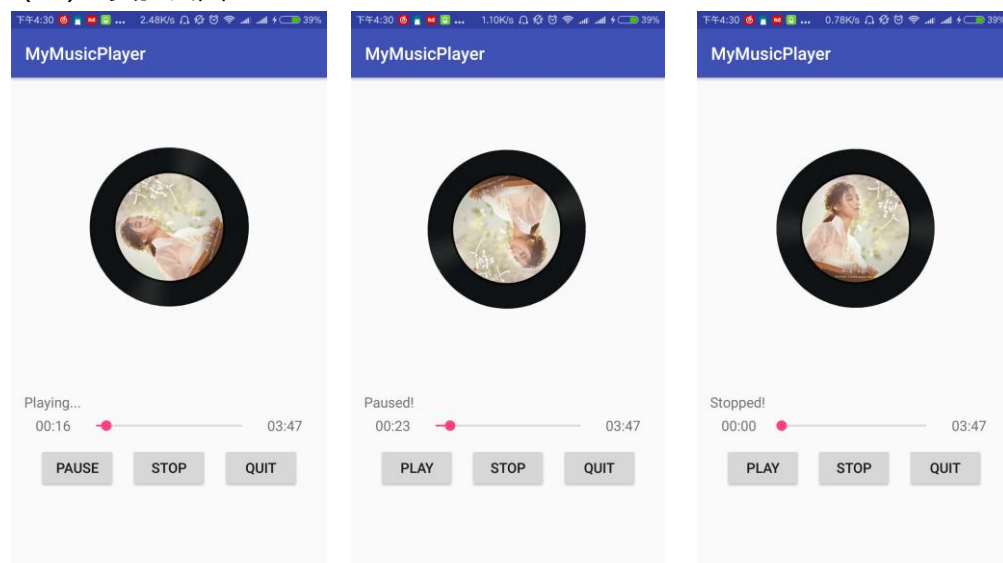 下午4:30 ... 2.48K/s 39%
MyMusicPlayer
Playing...
00:16 03:47
PAUSE STOP QUIT
下午4:30 ... 1.10K/s 39%
MyMusicPlayer
Paused!
00:23 03:47
PLAY STOP QUIT
下午4:30 ... 0.78K/s 39%
MyMusicPlayer
Stopped!
00:00 03:47
PLAY STOP QUIT